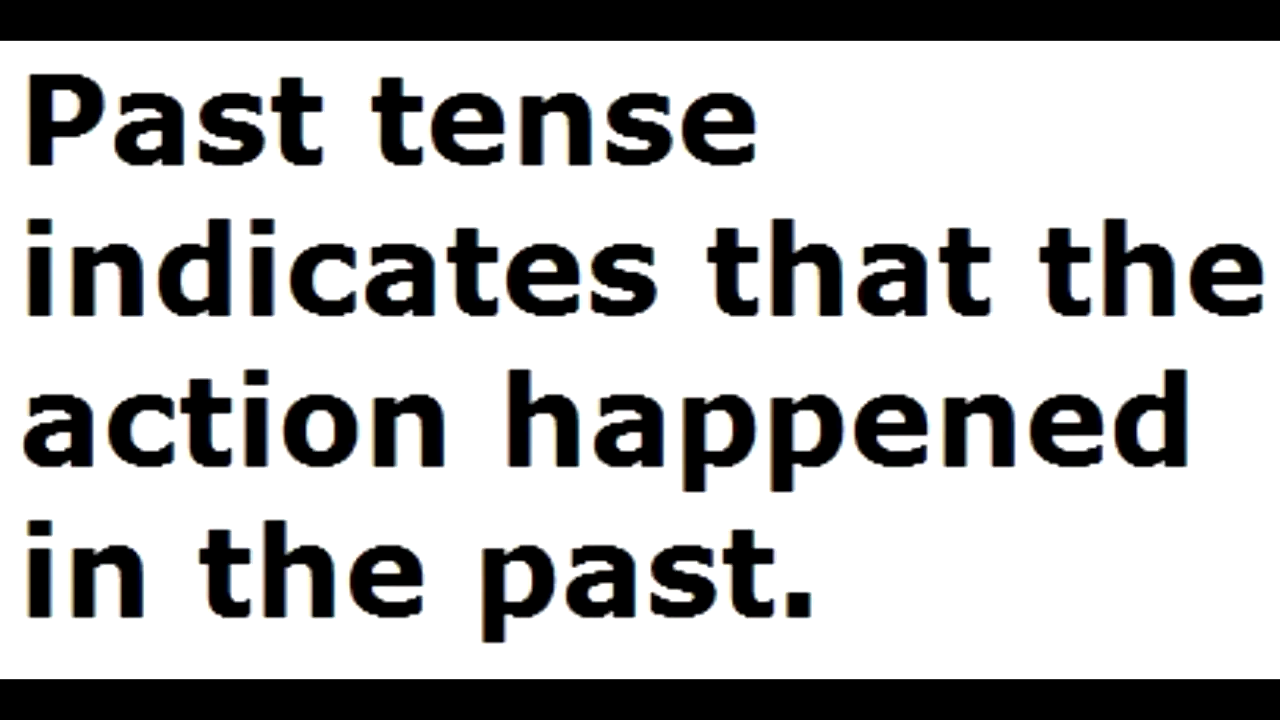 Past tense
indicates that the
action happened
in the past.